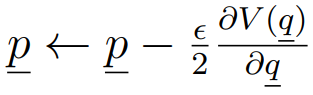 p ← p − ϵ/2 ∂V(q)/∂q